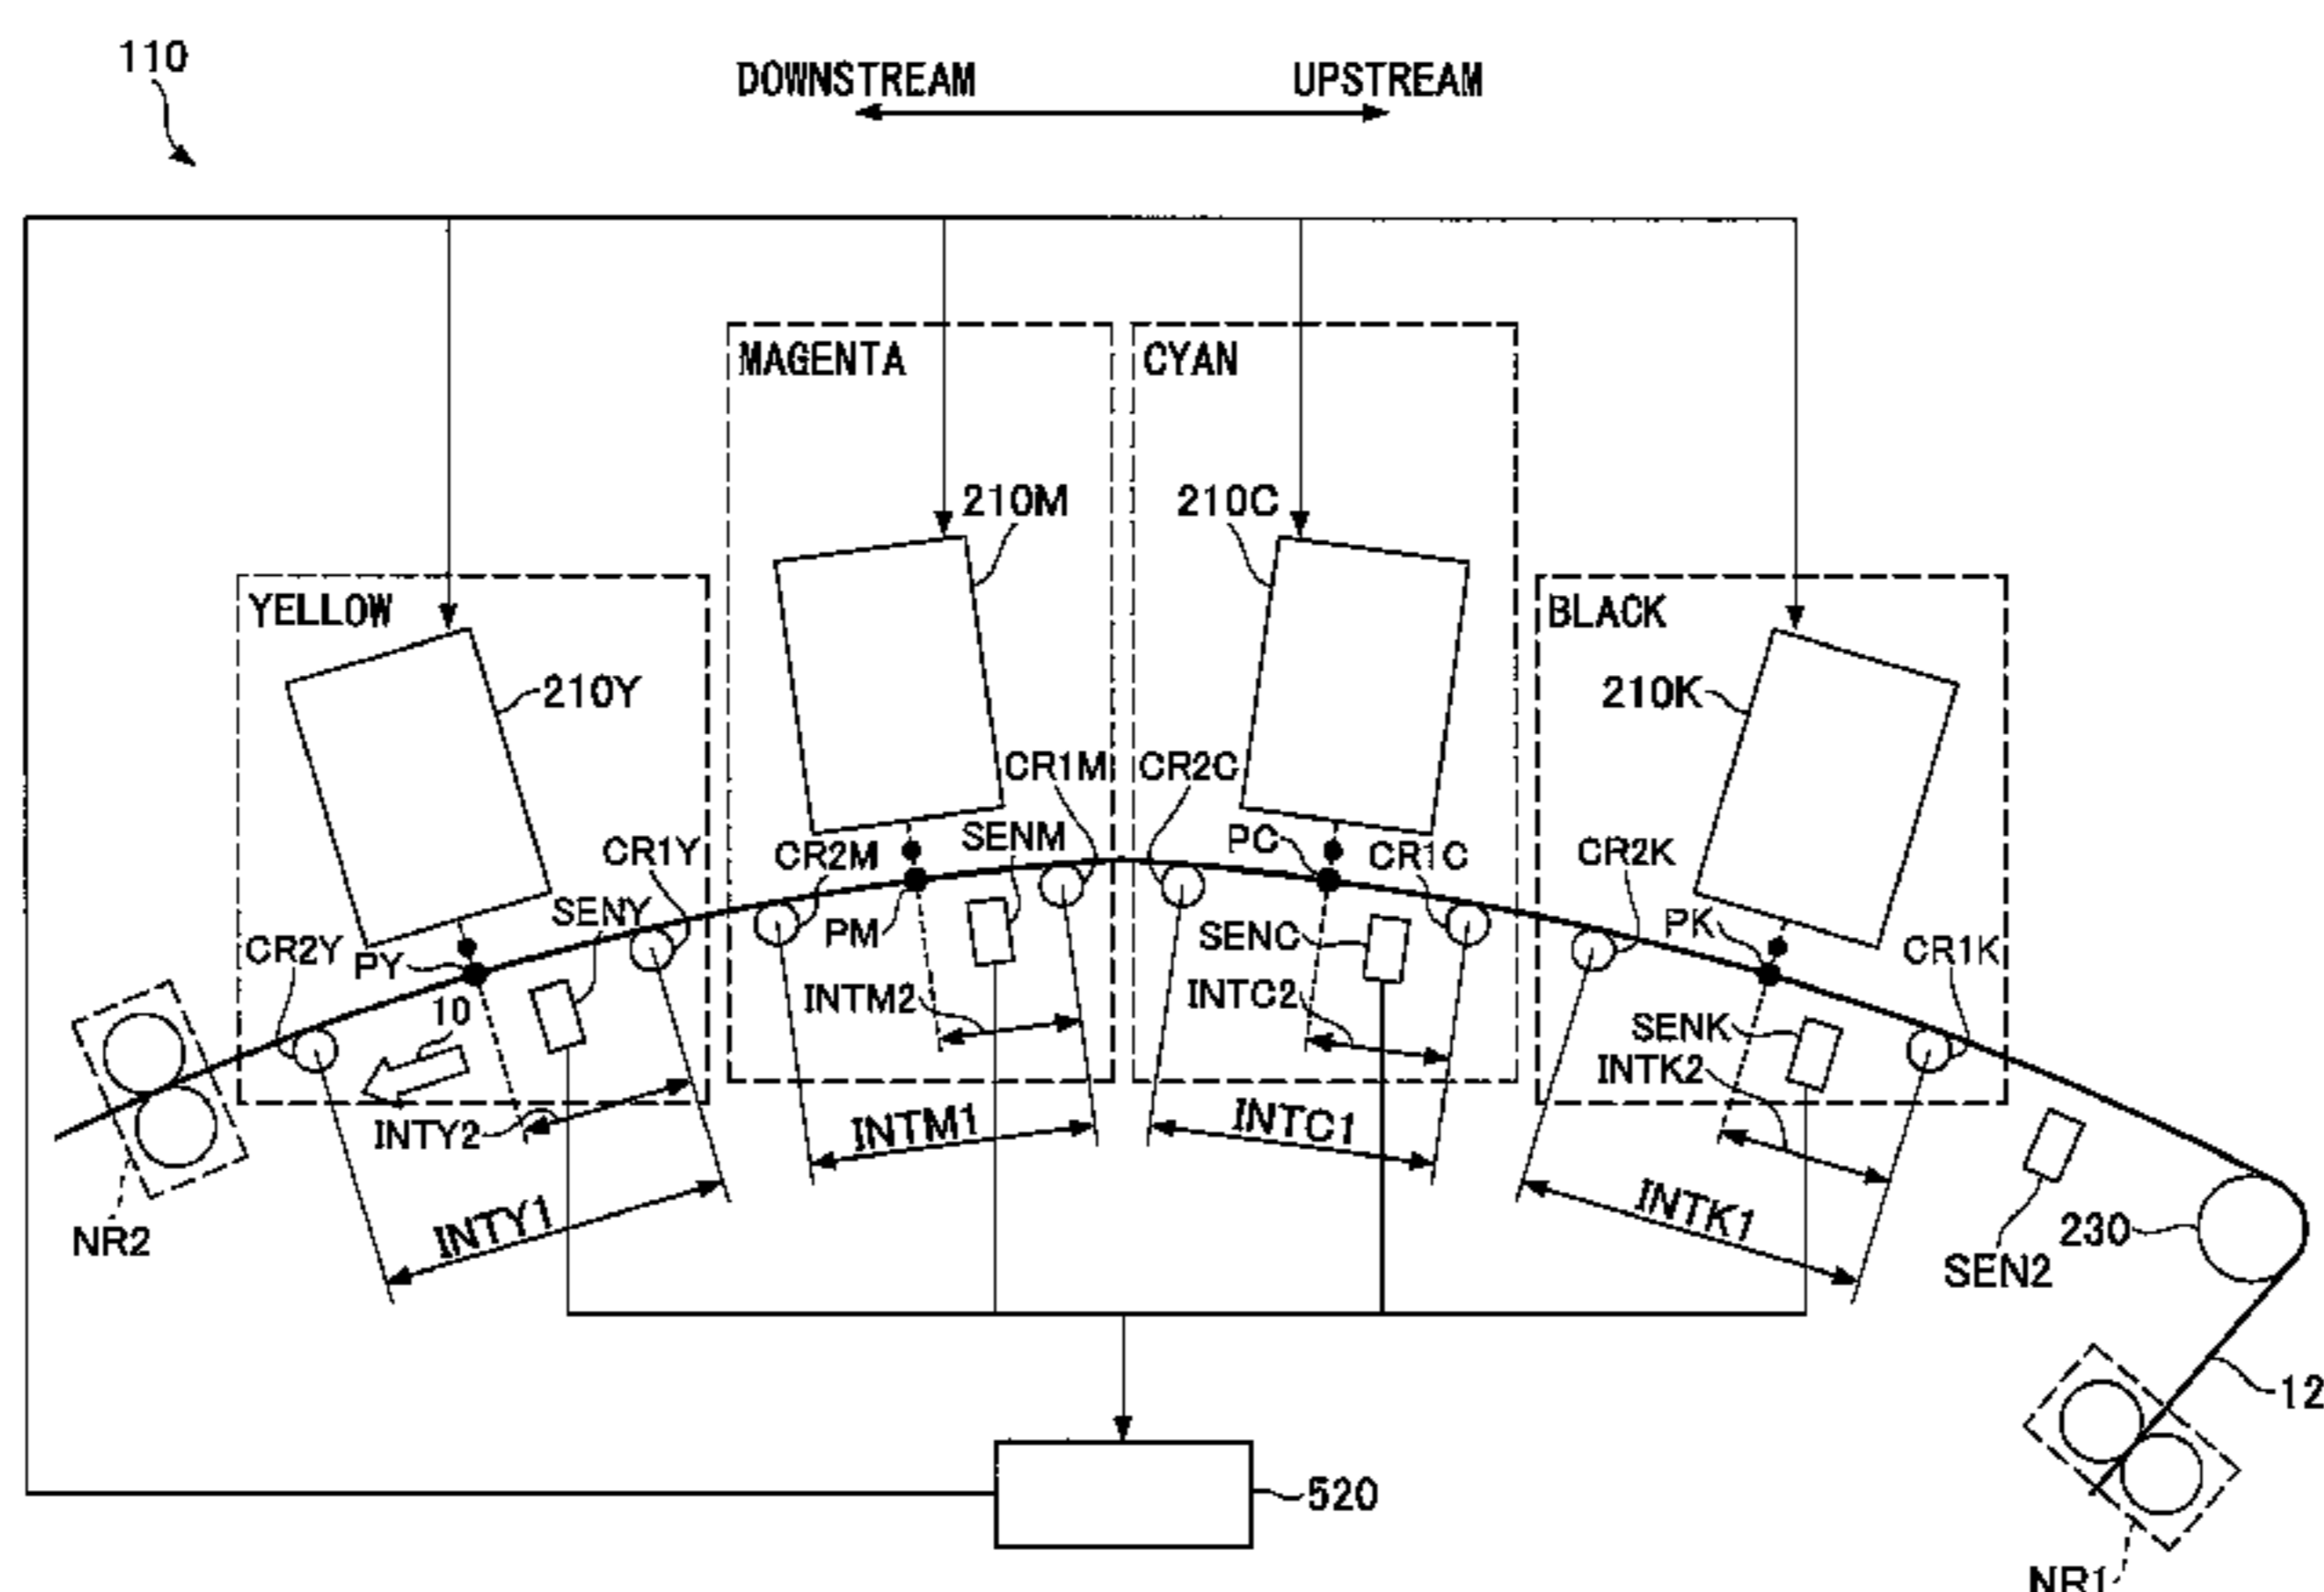 110
DOWNSTREAM
UPSTREAM
MAGENTA
CYAN
210M
210C
YELLOW
BLACK
210Y
210K
CR1M
CR2C
CR1Y
CR2M
SENM
PC
CR1C
CR2K
SENY
CR2Y
PY
PM
SENC
PK
CR1K
10
INTM2
INTC2
SENK
INTK2
INTY2
INTM1
INTC1
INTY1
INTK1
NR2
230
SEN2
12
520
NR1